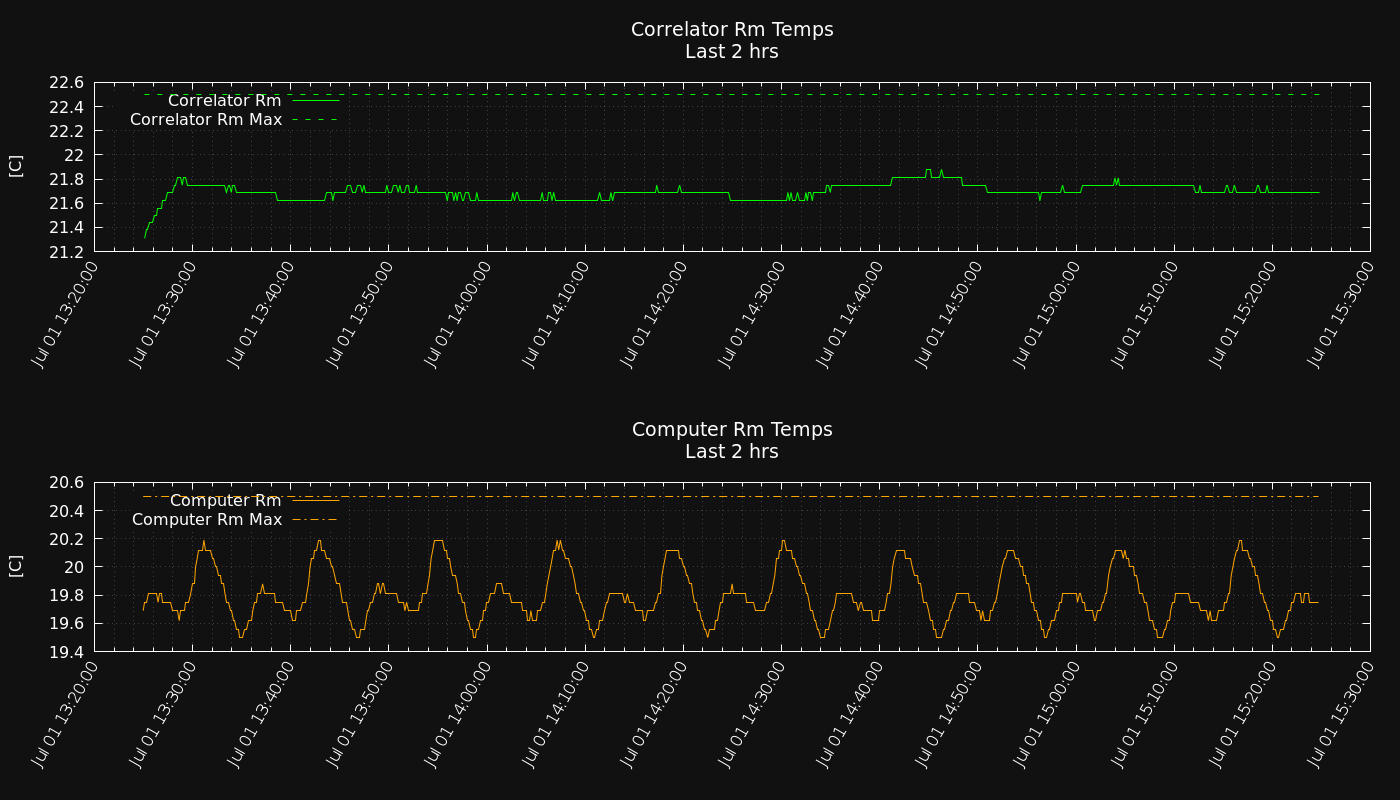 Correlator Rm Temps
Last 2 hrs
22.6
22.4
22.2
22
21.8
21.6
21.4
21.2
[C]
Correlator Rm
Correlator Rm Max
Jul 01 13:20:00
Jul 01 13:30:00
Jul 01 13:40:00
Jul 01 13:50:00
Jul 01 14:00:00
Jul 01 14:10:00
Jul 01 14:20:00
Jul 01 14:30:00
Jul 01 14:40:00
Jul 01 14:50:00
Jul 01 15:00:00
Jul 01 15:10:00
Jul 01 15:20:00
Jul 01 15:30:00
Computer Rm Temps
Last 2 hrs
20.6
20.4
20.2
20
19.8
19.6
19.4
[C]
Computer Rm
Computer Rm Max
Jul 01 13:20:00
Jul 01 13:30:00
Jul 01 13:40:00
Jul 01 13:50:00
Jul 01 14:00:00
Jul 01 14:10:00
Jul 01 14:20:00
Jul 01 14:30:00
Jul 01 14:40:00
Jul 01 14:50:00
Jul 01 15:00:00
Jul 01 15:10:00
Jul 01 15:20:00
Jul 01 15:30:00